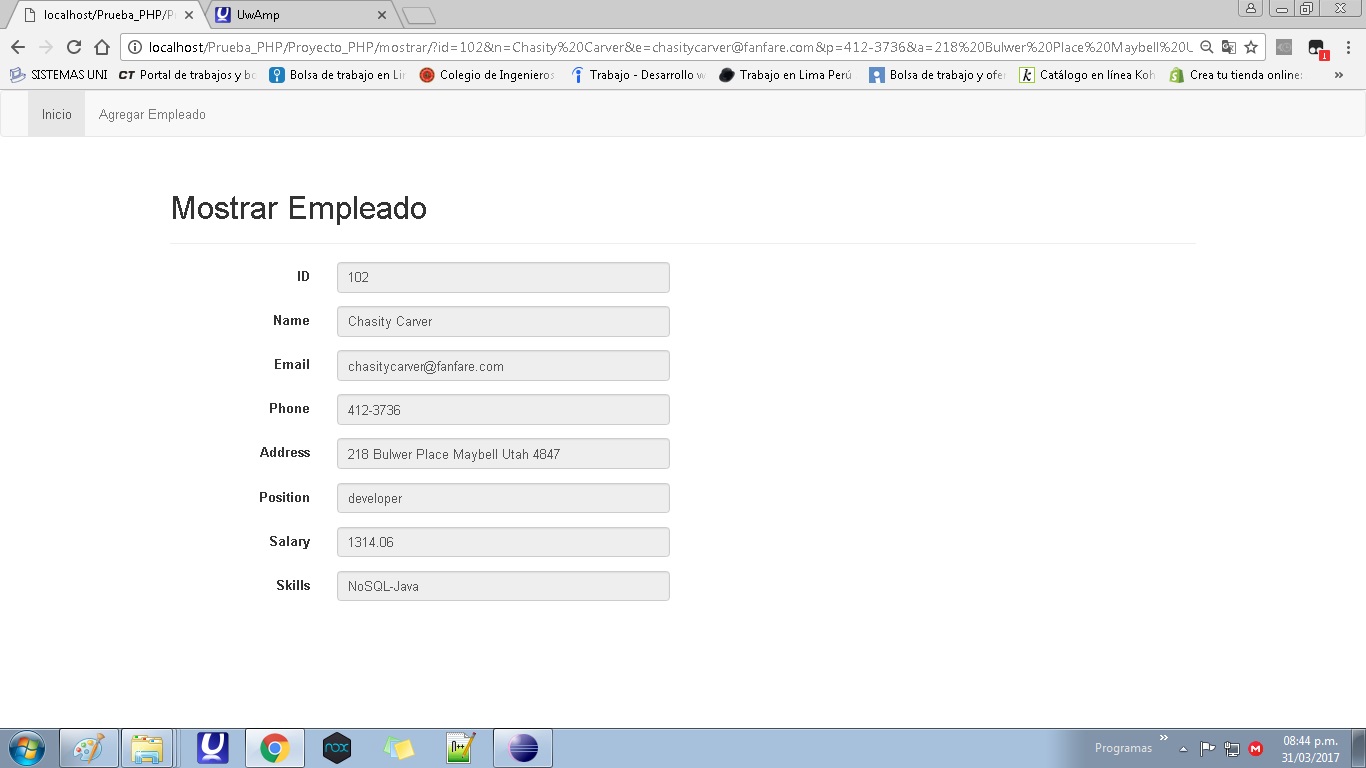 localhost/Prueba_PHP/P
UwAmp
localhost/Prueba_PHP/Proyecto_PHP/mostrar/?id=102&n=Chasity%20Carver&e=chasitycarver@fanfare.com&p=412-3736&a=218%20Bulwer%20Place%20Maybell%20U
SISTEMAS UNI
CT Portal de trabajos y bo
Bolsa de trabajo en Li
Colegio de Ingenieros
Trabajo - Desarrollo w
Trabajo en Lima Perú
Bolsa de trabajo y ofer
k Catálogo en línea Koh
Crea tu tienda online:
»
1
Inicio
Agregar Empleado
Mostrar Empleado
ID
102
Name
Chasity Carver
Email
chasitycarver@fanfare.com
Phone
412-3736
Address
218 Bulwer Place Maybell Utah 4847
Position
developer
Salary
1314.06
Skills
NoSQL-Java
nox
Programas
»
08:44 p.m.
31/03/2017